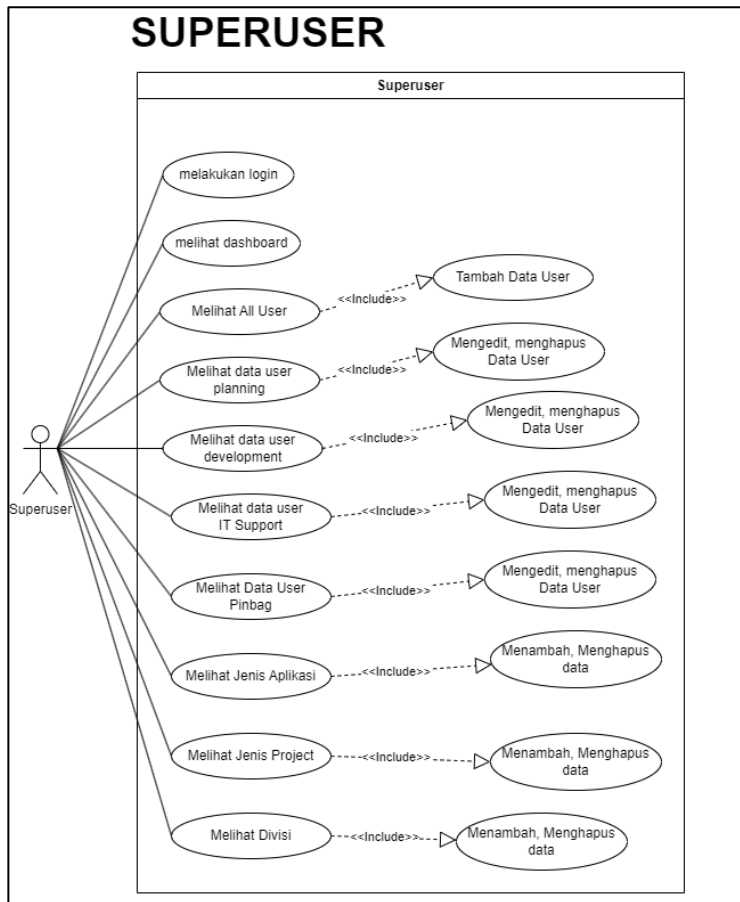 SUPERUSER
Superuser
melakukan login
melihat dashboard
Melihat All User
<<Include>>
Tambah Data User
Melihat data user
planning
<<Include>>
Mengedit, menghapus
Data User
Melihat data user
development
<<Include>>
Mengedit, menghapus
Data User
Superuser
Melihat data user
IT Support
<<Include>>
Mengedit, menghapus
Data User
Melihat Data User
Pinbag
<<Include>>
Mengedit, menghapus
Data User
Melihat Jenis Aplikasi
<<Include>>
Menambah, Menghapus
data
Melihat Jenis Project
<<Include>>
Menambah, Menghapus
data
Melihat Divisi
<<Include>>
Menambah, Menghapus
data